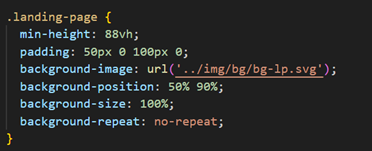 .landing-page {
min-height: 88vh;
padding: 50px 0 100px 0;
background-image: url('../img/bg/bg-lp.svg');
background-position: 50% 90%;
background-size: 100%;
background-repeat: no-repeat;
}